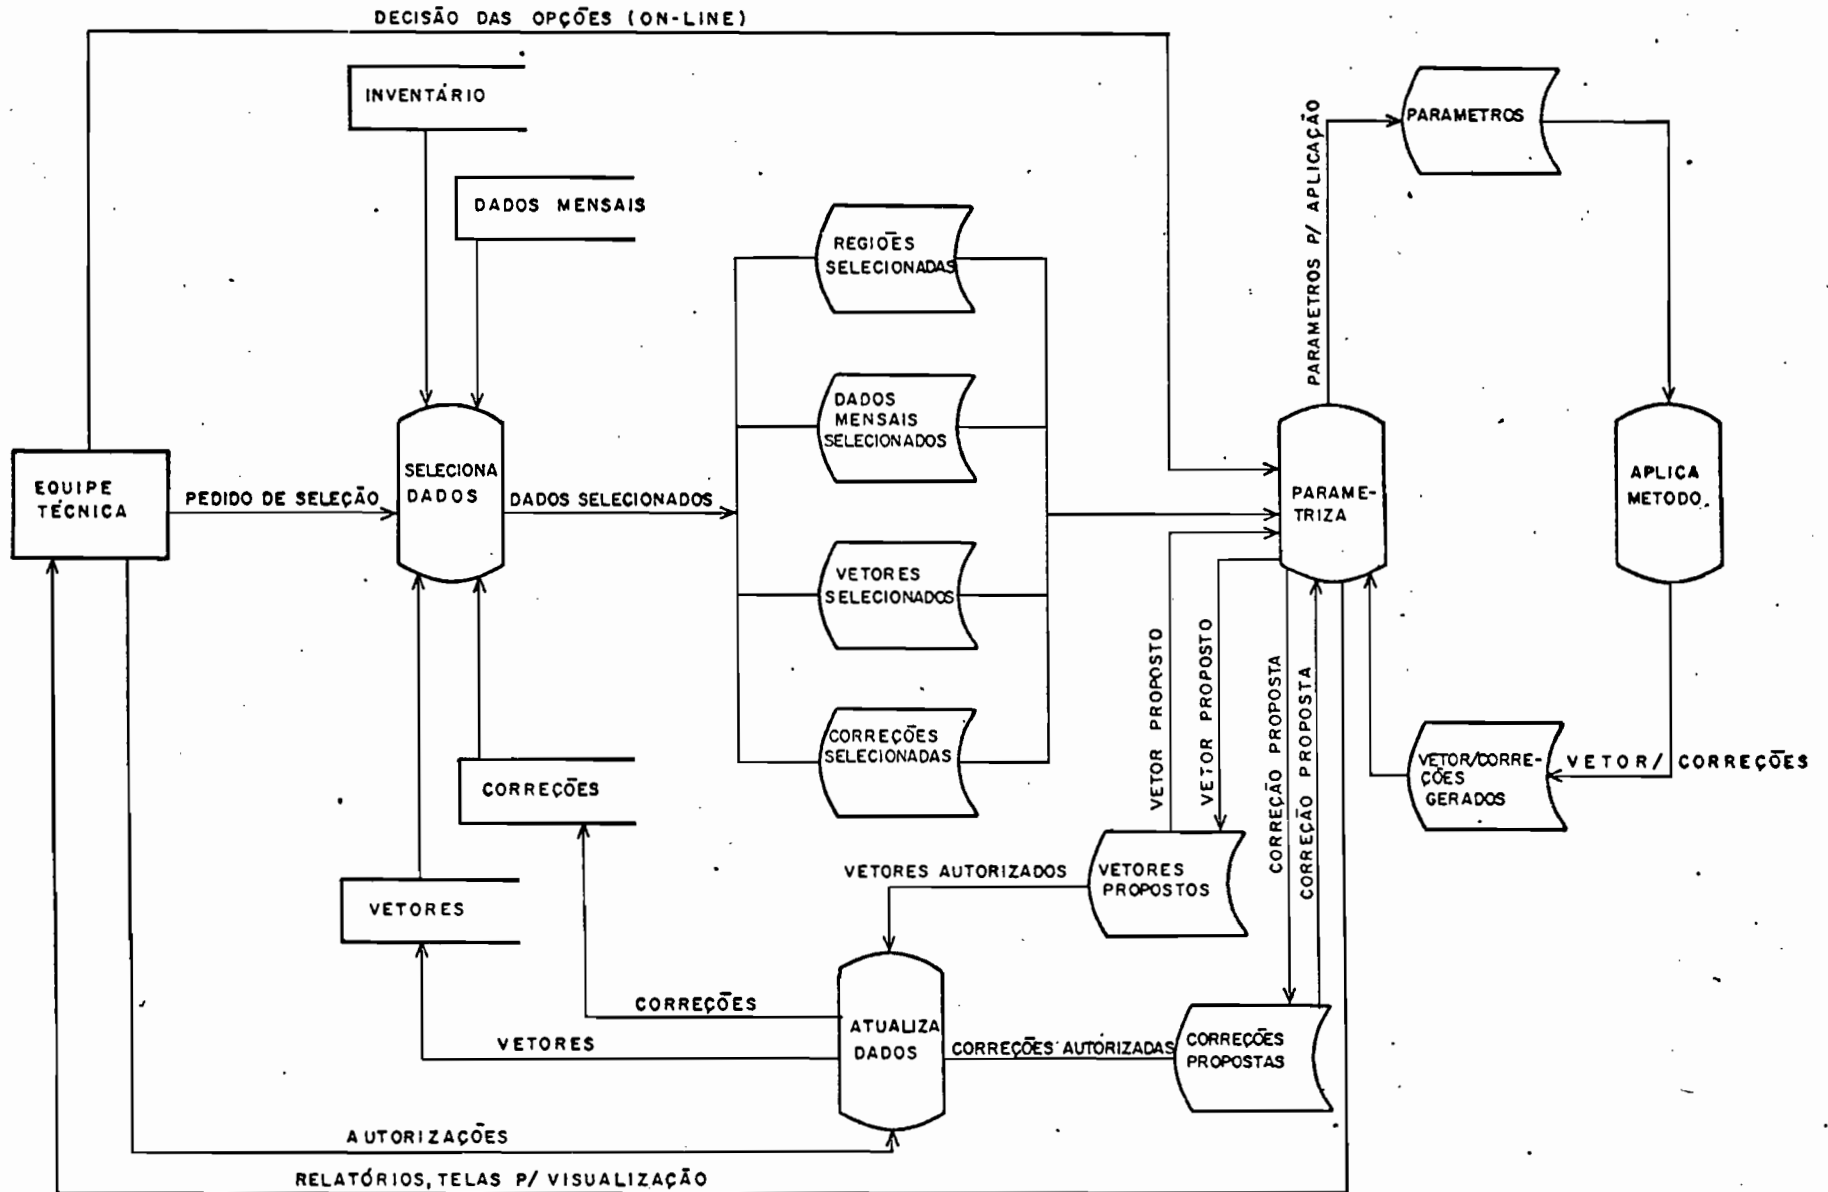 DECISÃO DAS OPÇÕES (ON-LINE)
INVENTÁRIO
DADOS MENSAIS
REGIÕES
SELECIONADAS
PARAMETROS P/ APLICAÇÃO
PARAMETROS
DADOS
MENSAIS
SELECIONADOS
EQUIPE
TÉCNICA
PEDIDO DE SELEÇÃO
SELECIONA
DADOS
DADOS SELECIONADOS
PARAME-
TRIZA
APLICA
METODO
VETORES
SELECIONADOS
CORREÇÕES
SELECIONADAS
VETOR PROPOSTO
VETOR PROPOSTO
CORREÇÃO PROPOSTA
CORREÇÃO PROPOSTA
VETOR/CORRE-
ÇÕES
GERADOS
VETOR/ CORREÇÕES
CORREÇÕES
VETORES
VETORES AUTORIZADOS
VETORES
PROPOSTOS
CORREÇÕES
VETORES
ATUALIZA
DADOS
CORREÇÕES AUTORIZADAS
CORREÇÕES
PROPOSTAS
AUTORIZAÇÕES
RELATÓRIOS, TELAS P/ VISUALIZAÇÃO